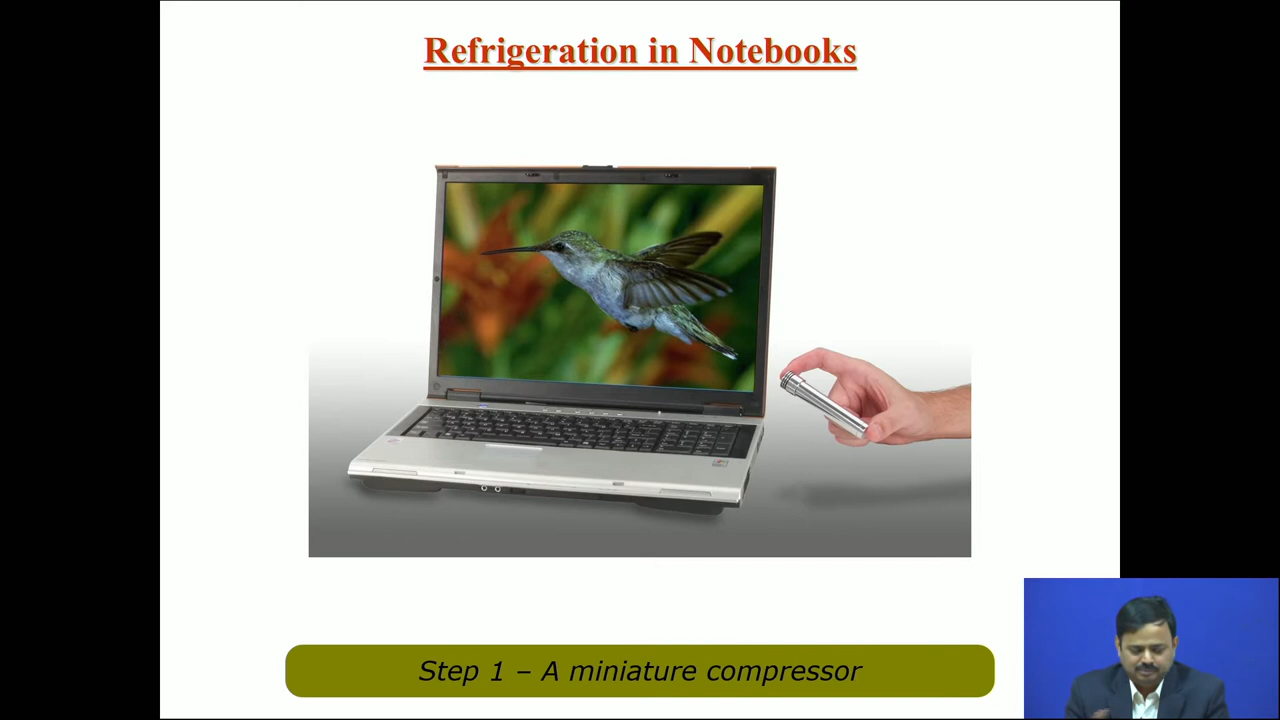 Refrigeration in Notebooks
Step 1 – A miniature compressor